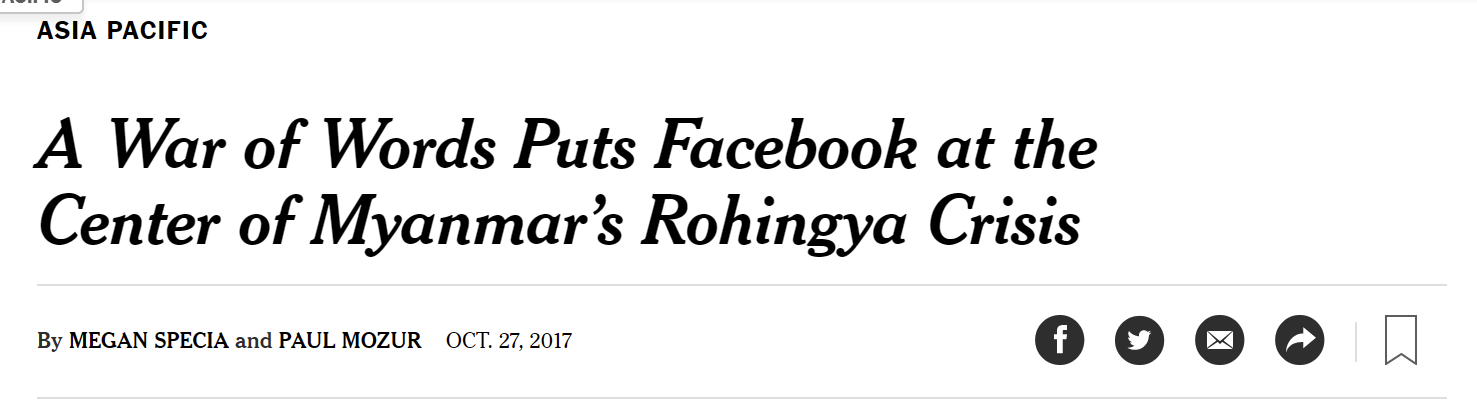 ASIA PACIFIC
A War of Words Puts Facebook at the
Center of Myanmar’s Rohingya Crisis
By MEGAN SPECIA and PAUL MOZUR OCT. 27, 2017